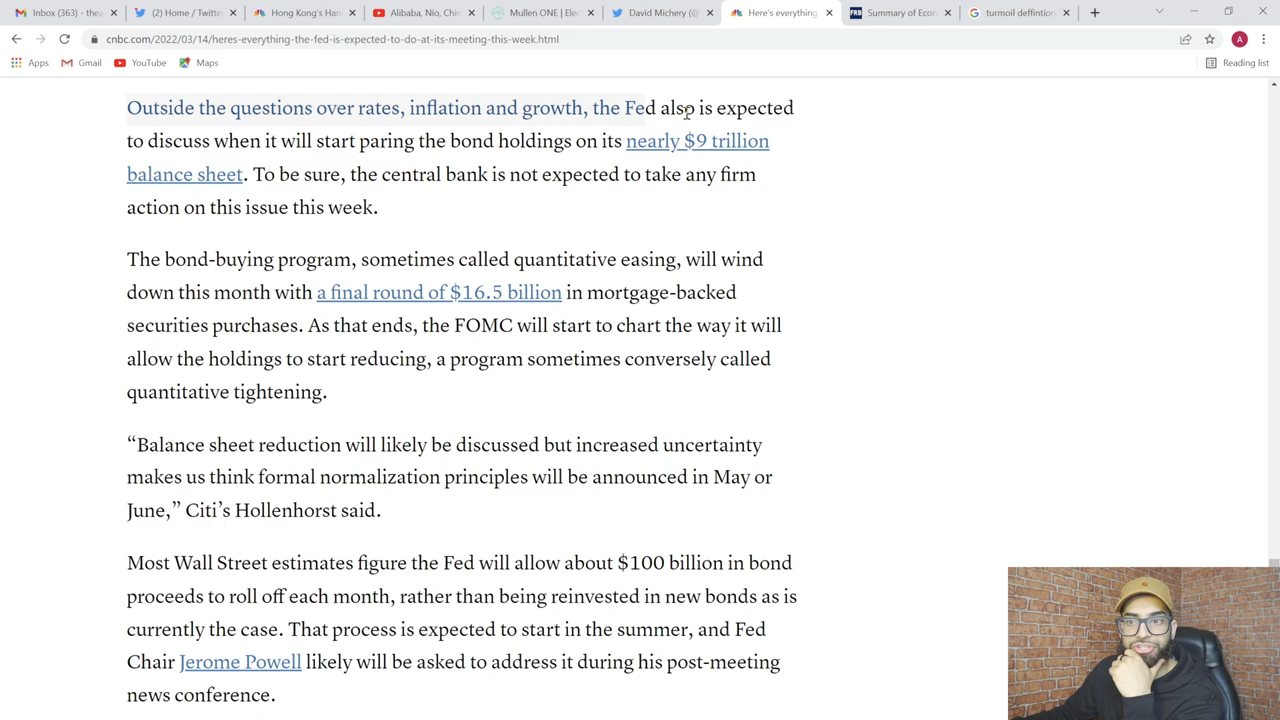 Inbox (363) - thea
(2) Home / Twitte
Hong Kong's Han
Alibaba, Nio, Chin
Mullen ONE | Elec
David Michery (@
Here's everything
Summary of Econ
turmoil deffintion
cnbc.com/2022/03/14/heres-everything-the-fed-is-expected-to-do-at-its-meeting-this-week.html
A
Apps
Gmail
YouTube
Maps
Reading list
Outside the questions over rates, inflation and growth, the Fed also is expected
to discuss when it will start paring the bond holdings on its nearly $9 trillion
balance sheet. To be sure, the central bank is not expected to take any firm
action on this issue this week.
The bond-buying program, sometimes called quantitative easing, will wind
down this month with a final round of $16.5 billion in mortgage-backed
securities purchases. As that ends, the FOMC will start to chart the way it will
allow the holdings to start reducing, a program sometimes conversely called
quantitative tightening.
“Balance sheet reduction will likely be discussed but increased uncertainty
makes us think formal normalization principles will be announced in May or
June,” Citi’s Hollenhorst said.
Most Wall Street estimates figure the Fed will allow about $100 billion in bond
proceeds to roll off each month, rather than being reinvested in new bonds as is
currently the case. That process is expected to start in the summer, and Fed
Chair Jerome Powell likely will be asked to address it during his post-meeting
news conference.